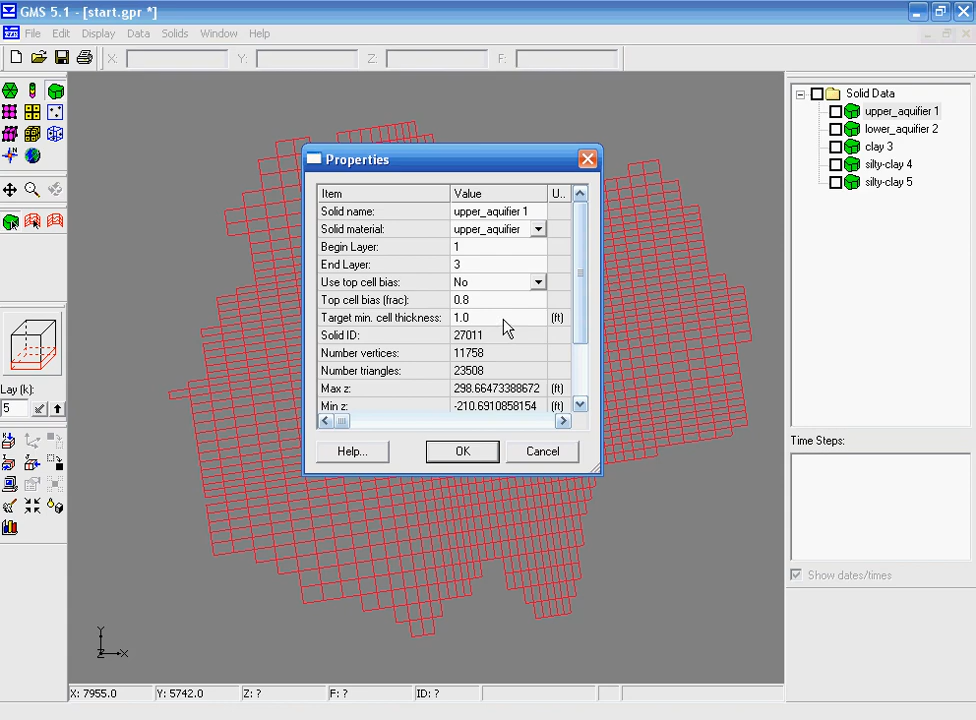 GMS 5.1 - [start.gpr *]
File Edit Display Data Solids Window Help
X: Y: Z: F:
Solid Data
upper_aquifier 1
lower_aquifier 2
clay 3
silty-clay 4
silty-clay 5
Properties
Item Value U..
Solid name: upper_aquifier 1
Solid material: upper_aquifier
Begin Layer: 1
End Layer: 3
Use top cell bias: No
Top cell bias (frac): 0.8
Target min. cell thickness: 1.0 (ft)
Solid ID: 27011
Number vertices: 11758
Number triangles: 23508
Max z: 298.66473388672 (ft)
Min z: -210.6910858154 (ft)
Help... OK Cancel
Lay (k):
5
Time Steps:
Show dates/times
Y
Z X
X: 7955.0 Y: 5742.0 Z: ? F: ? ID: ?